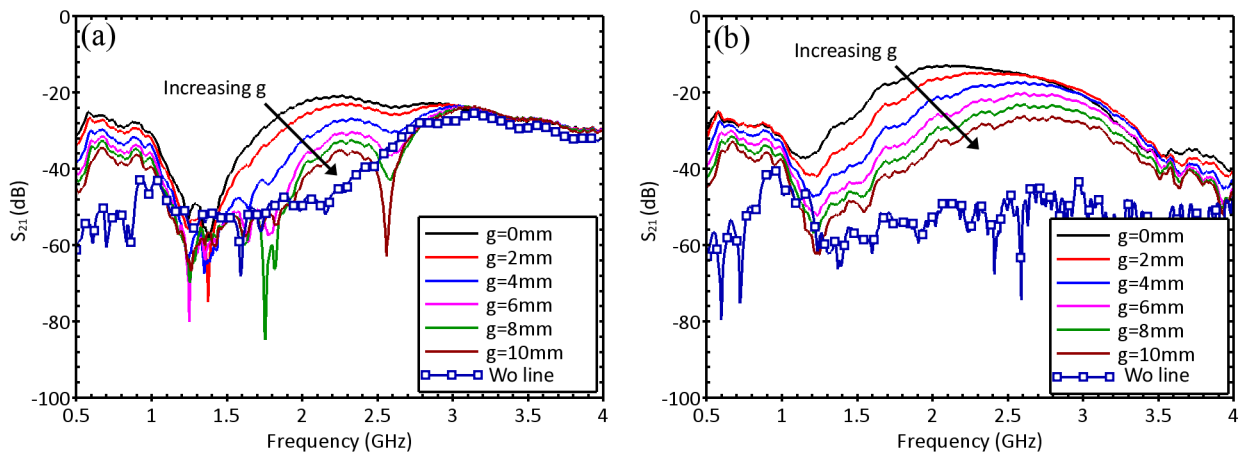 (a)
Increasing g
0
-20
-40
-60
-80
-100
S21 (dB)
0.5 1 1.5 2 2.5 3 3.5 4
Frequency (GHz)
g=0mm
g=2mm
g=4mm
g=6mm
g=8mm
g=10mm
Wo line
(b)
Increasing g
0
-20
-40
-60
-80
-100
S21 (dB)
0.5 1 1.5 2 2.5 3 3.5 4
Frequency (GHz)
g=0mm
g=2mm
g=4mm
g=6mm
g=8mm
g=10mm
Wo line